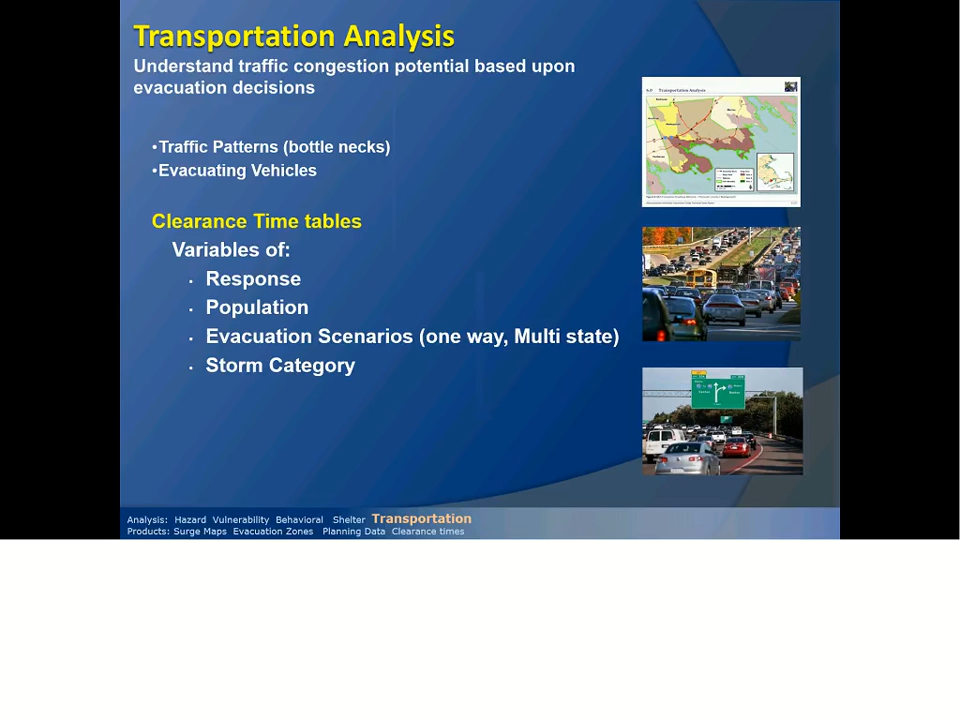 Transportation Analysis
Understand traffic congestion potential based upon
evacuation decisions
•Traffic Patterns (bottle necks)
•Evacuating Vehicles
Clearance Time tables
Variables of:
• Response
• Population
• Evacuation Scenarios (one way, Multi state)
• Storm Category
Transportation Analysis
Analysis: Hazard Vulnerability Behavioral Shelter Transportation
Products: Surge Maps Evacuation Zones Planning Data Clearance times